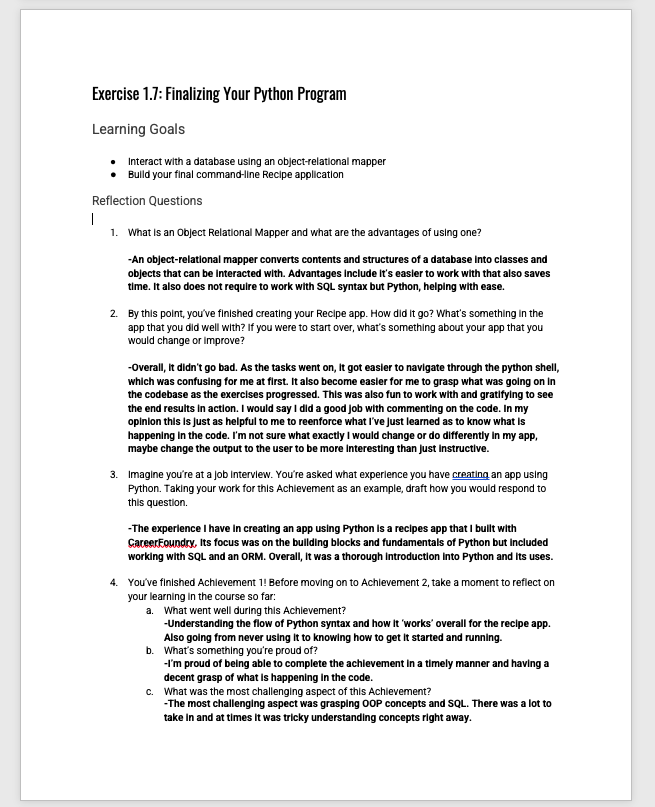 Exercise 1.7: Finalizing Your Python Program
Learning Goals
● Interact with a database using an object-relational mapper
● Build your final command-line Recipe application
Reflection Questions
1. What is an Object Relational Mapper and what are the advantages of using one?
-An object-relational mapper converts contents and structures of a database into classes and
objects that can be interacted with. Advantages include it's easier to work with that also saves
time. It also does not require to work with SQL syntax but Python, helping with ease.
2. By this point, you've finished creating your Recipe app. How did it go? What's something in the
app that you did well with? If you were to start over, what's something about your app that you
would change or improve?
-Overall, it didn't go bad. As the tasks went on, it got easier to navigate through the python shell,
which was confusing for me at first. It also become easier for me to grasp what was going on in
the codebase as the exercises progressed. This was also fun to work with and gratifying to see
the end results in action. I would say I did a good job with commenting on the code. In my
opinion this is just as helpful to me to reenforce what I've just learned as to know what is
happening in the code. I'm not sure what exactly I would change or do differently in my app,
maybe change the output to the user to be more interesting than just instructive.
3. Imagine you're at a job interview. You're asked what experience you have creating an app using
Python. Taking your work for this Achievement as an example, draft how you would respond to
this question.
-The experience I have in creating an app using Python is a recipes app that I built with
CareerFoundry. Its focus was on the building blocks and fundamentals of Python but included
working with SQL and an ORM. Overall, it was a thorough introduction into Python and its uses.
4. You've finished Achievement 1! Before moving on to Achievement 2, take a moment to reflect on
your learning in the course so far:
a. What went well during this Achievement?
-Understanding the flow of Python syntax and how it 'works' overall for the recipe app.
Also going from never using it to knowing how to get it started and running.
b. What's something you're proud of?
-I'm proud of being able to complete the achievement in a timely manner and having a
decent grasp of what is happening in the code.
c. What was the most challenging aspect of this Achievement?
-The most challenging aspect was grasping OOP concepts and SQL. There was a lot to
take in and at times it was tricky understanding concepts right away.